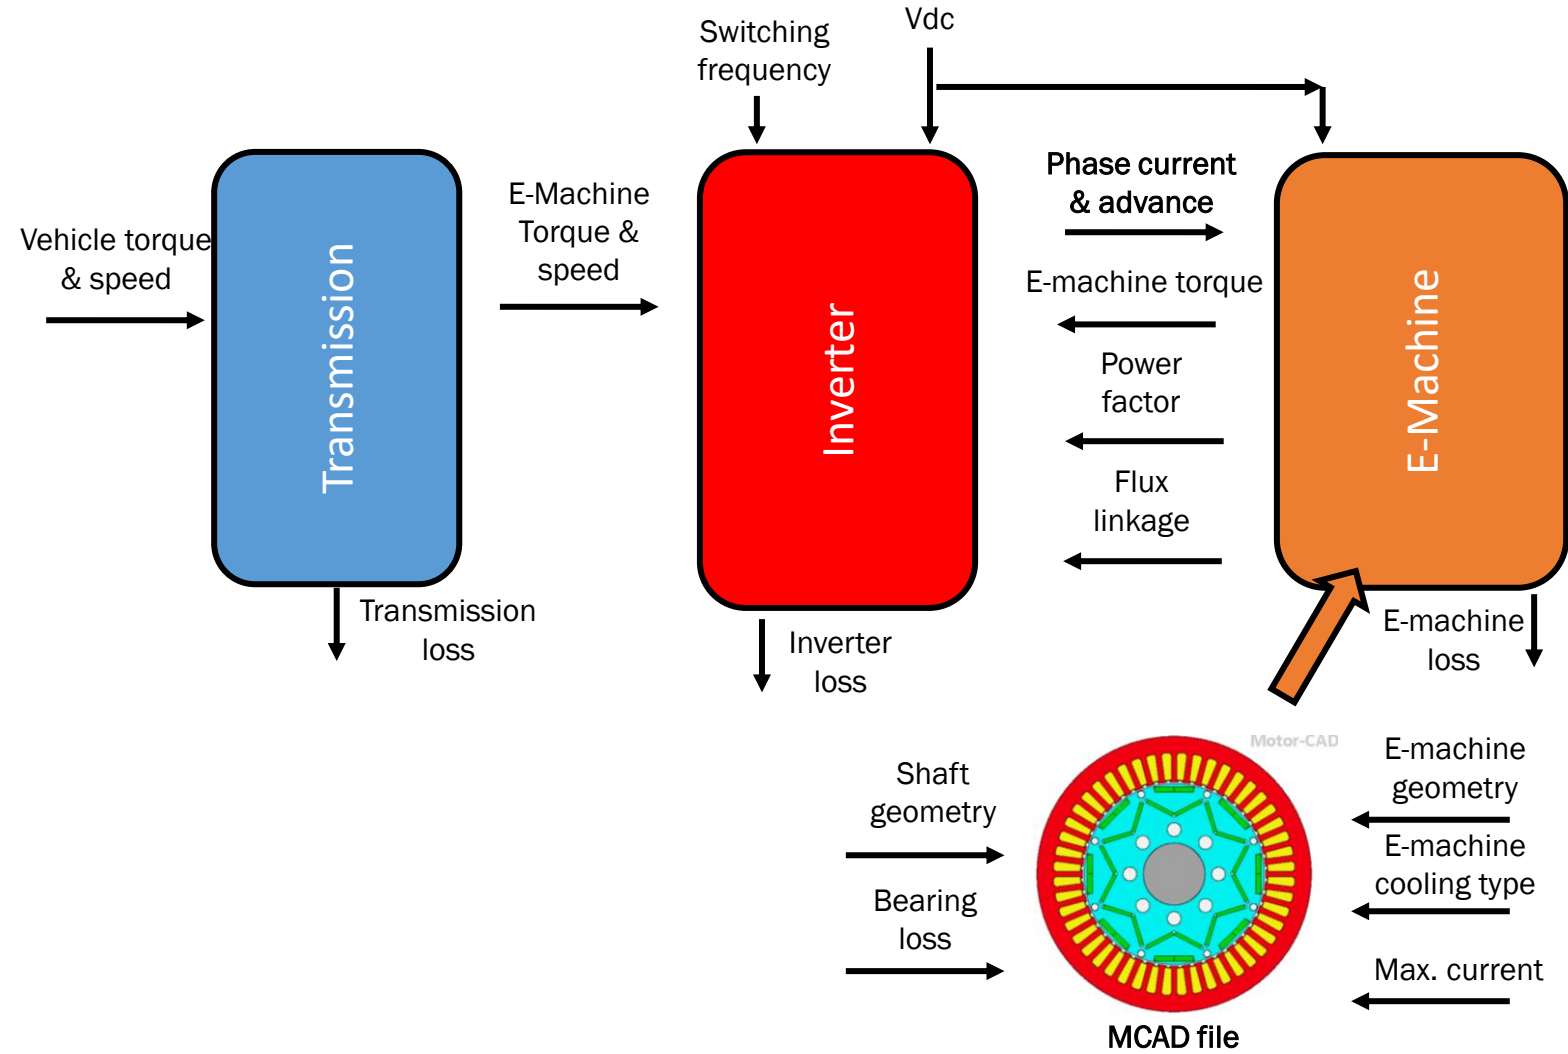 Switching
frequency
Vdc
Vehicle torque
& speed
Transmission
E-Machine
Torque &
speed
Inverter
Phase current
& advance
E-machine torque
Power
factor
Flux
linkage
E-Machine
Transmission
loss
Inverter
loss
E-machine
loss
Motor-CAD
Shaft
geometry
Bearing
loss
E-machine
geometry
E-machine
cooling type
Max. current
MCAD file